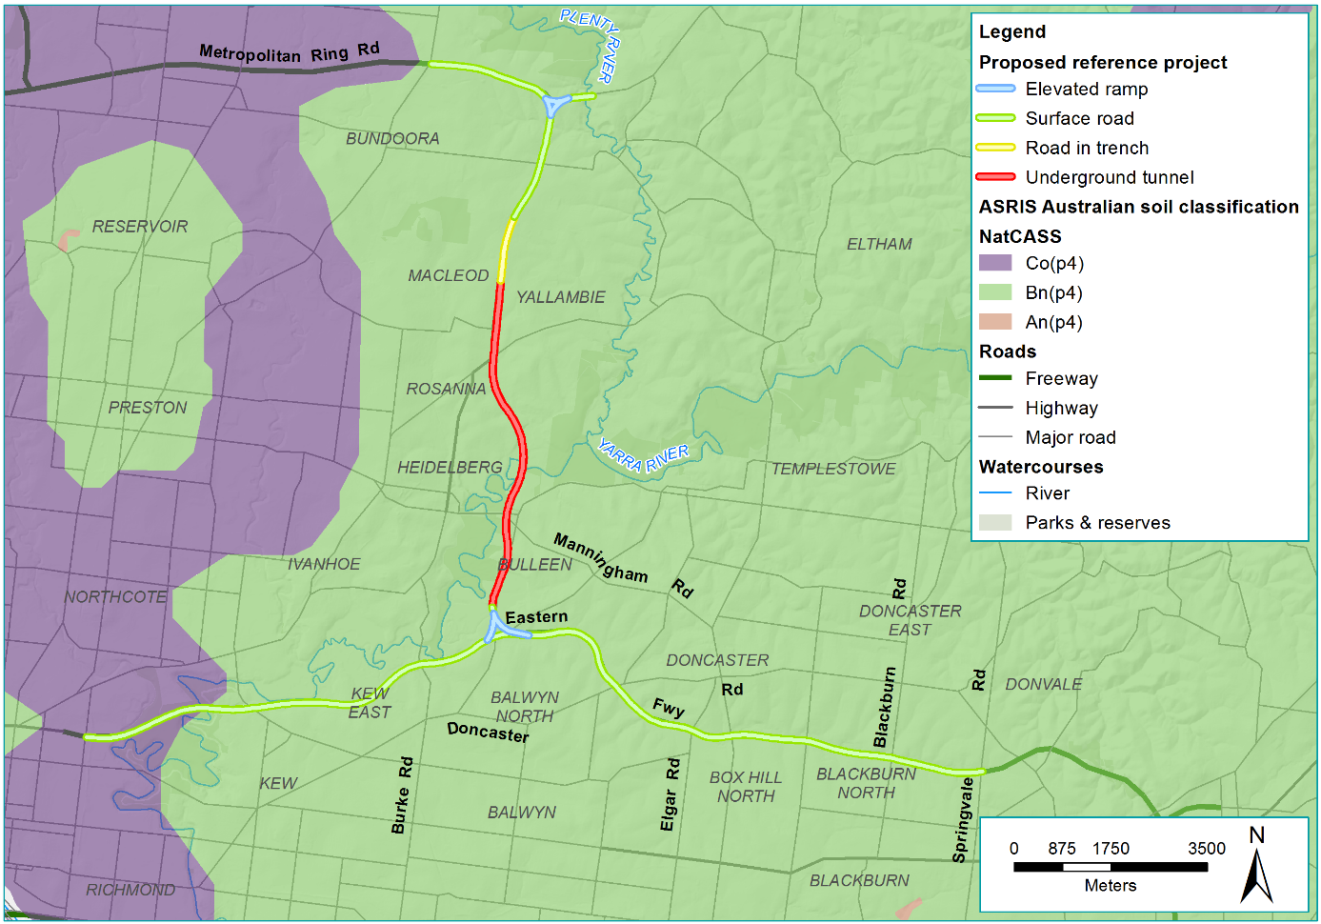 PLENTY RIVER
Metropolitan Ring Rd
BUNDOORA
RESERVOIR
ELTHAM
MACLEOD
YALLAMBIE
ROSANNA
PRESTON
YARRA RIVER
HEIDELBERG
TEMPLESTOWE
Manningham Rd
IVANHOE
BULLEEN
NORTHCOTE
Eastern
Rd
DONCASTER
EAST
DONCASTER
Rd
Blackburn
Rd
DONVALE
KEW
EAST
BALWYN
NORTH
Fwy
Doncaster
KEW
Burke Rd
Elgar Rd
BOX HILL
NORTH
BLACKBURN
NORTH
Springvale
BALWYN
RICHMOND
BLACKBURN
Legend
Proposed reference project
Elevated ramp
Surface road
Road in trench
Underground tunnel
ASRIS Australian soil classification
NatCASS
Co(p4)
Bn(p4)
An(p4)
Roads
Freeway
Highway
Major road
Watercourses
River
Parks & reserves
N
0 875 1750 3500
Meters